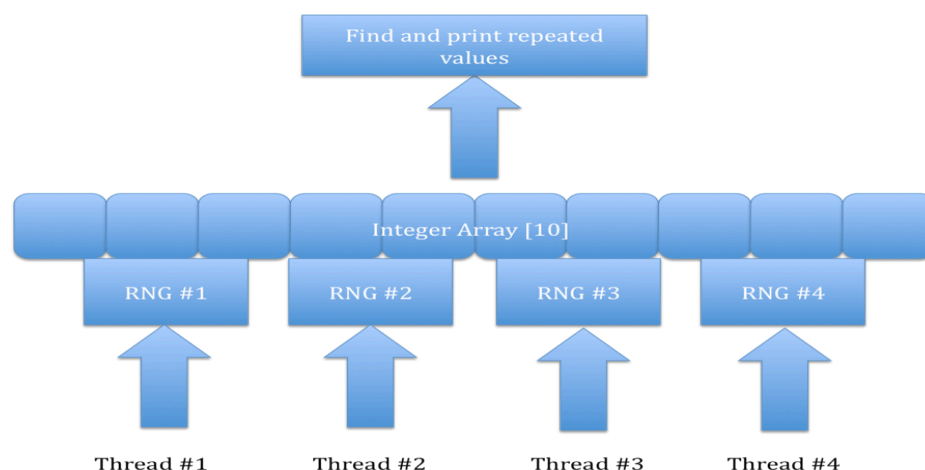 Find and print repeated
values
Integer Array [10]
RNG #1
RNG #2
RNG #3
RNG #4
Thread #1
Thread #2
Thread #3
Thread #4